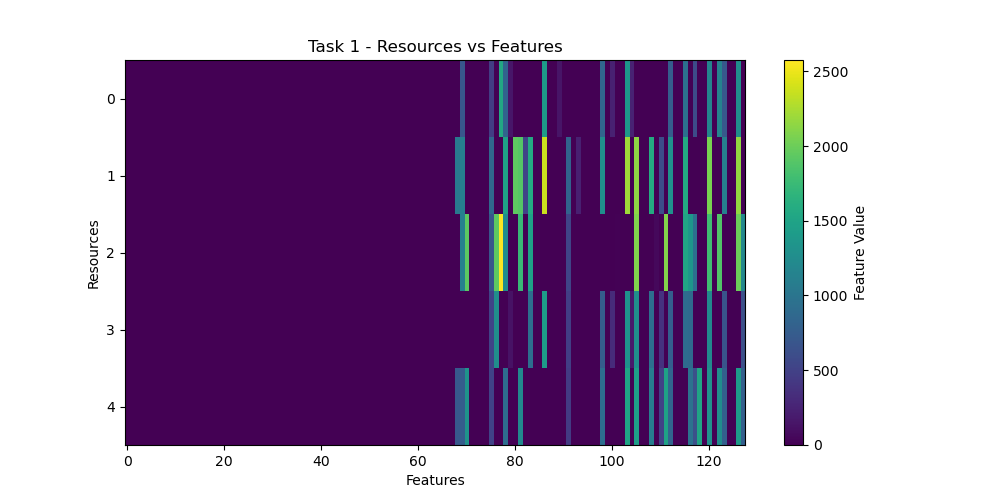 Task 1 - Resources vs Features
Resources
0
1
2
3
4
0 20 40 60 80 100 120
Features
2500
2000
1500
1000
500
0
Feature Value